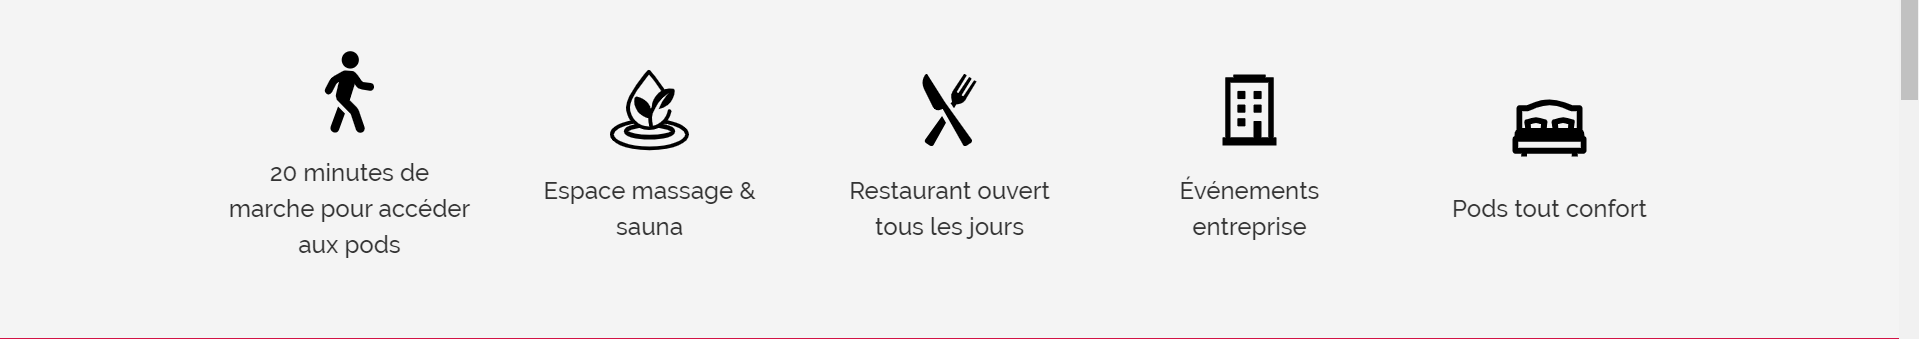 20 minutes de
marche pour accéder
aux pods
Espace massage &
sauna
Restaurant ouvert
tous les jours
Événements
entreprise
Pods tout confort